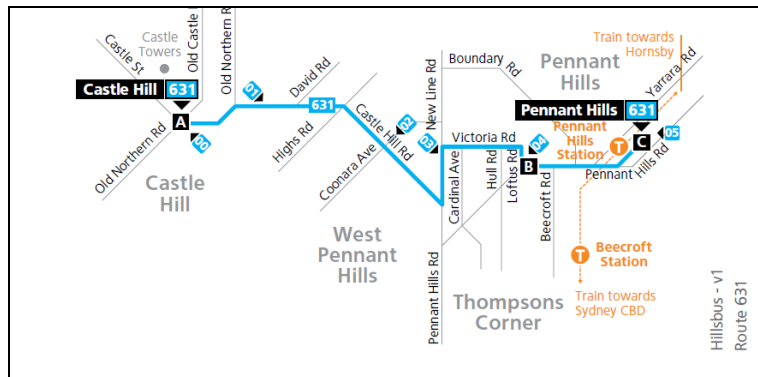 Castle
Towers
Castle St
Old Castle H
Old Northern Rd
Castle Hill 631
A
00
01
Old Northern Rd
Castle
Hill
David Rd
631
Highs Rd
Coonara Ave
Castle Hill Rd
02
03
West
Pennant
Hills
New Line Rd
Boundary Rd
Victoria Rd
Cardinal Ave
Hull Rd
Loftus Rd
B
04
Beecroft Rd
Pennant Hills Rd
Thompsons
Corner
Pennant
Hills
Train towards
Hornsby
Yarrara Rd
Pennant Hills 631
Pennant
Hills
Station
T
C
05
Pennant Hills Rd
T
Beecroft
Station
Train towards
Sydney CBD
Hillsbus - v1
Route 631